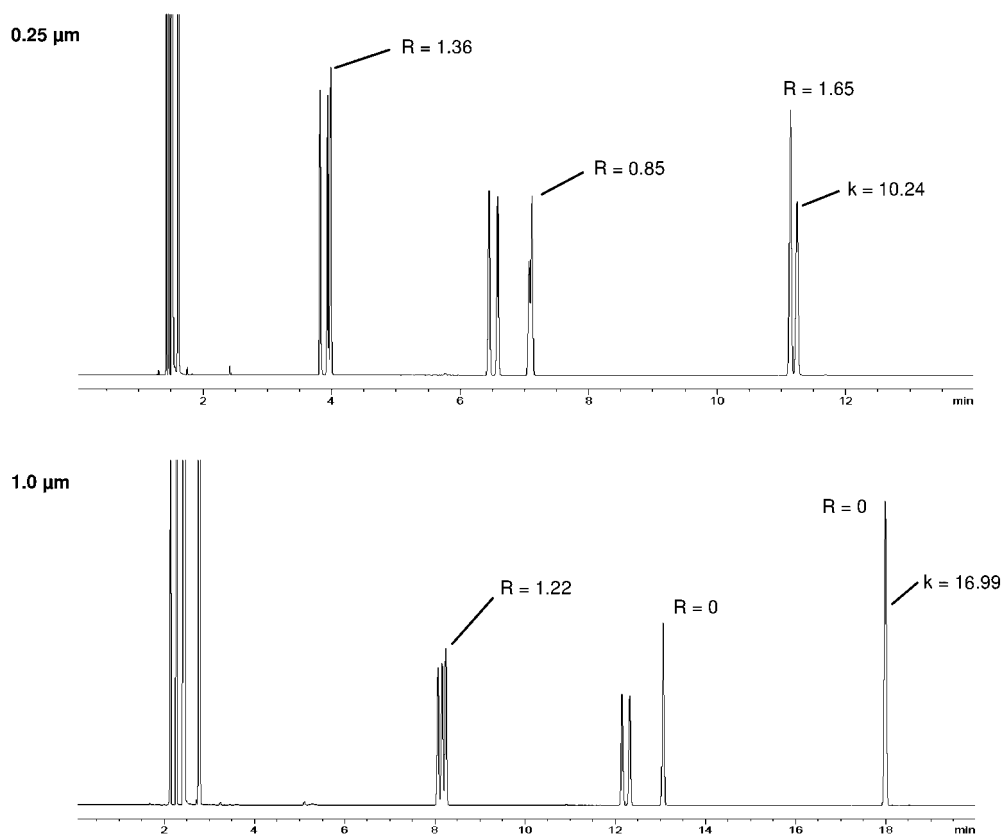 0.25 µm
R = 1.36
R = 0.85
R = 1.65
k = 10.24
2 4 6 8 10 12 min
1.0 µm
R = 1.22
R = 0
R = 0
k = 16.99
2 4 6 8 10 12 14 16 18 min